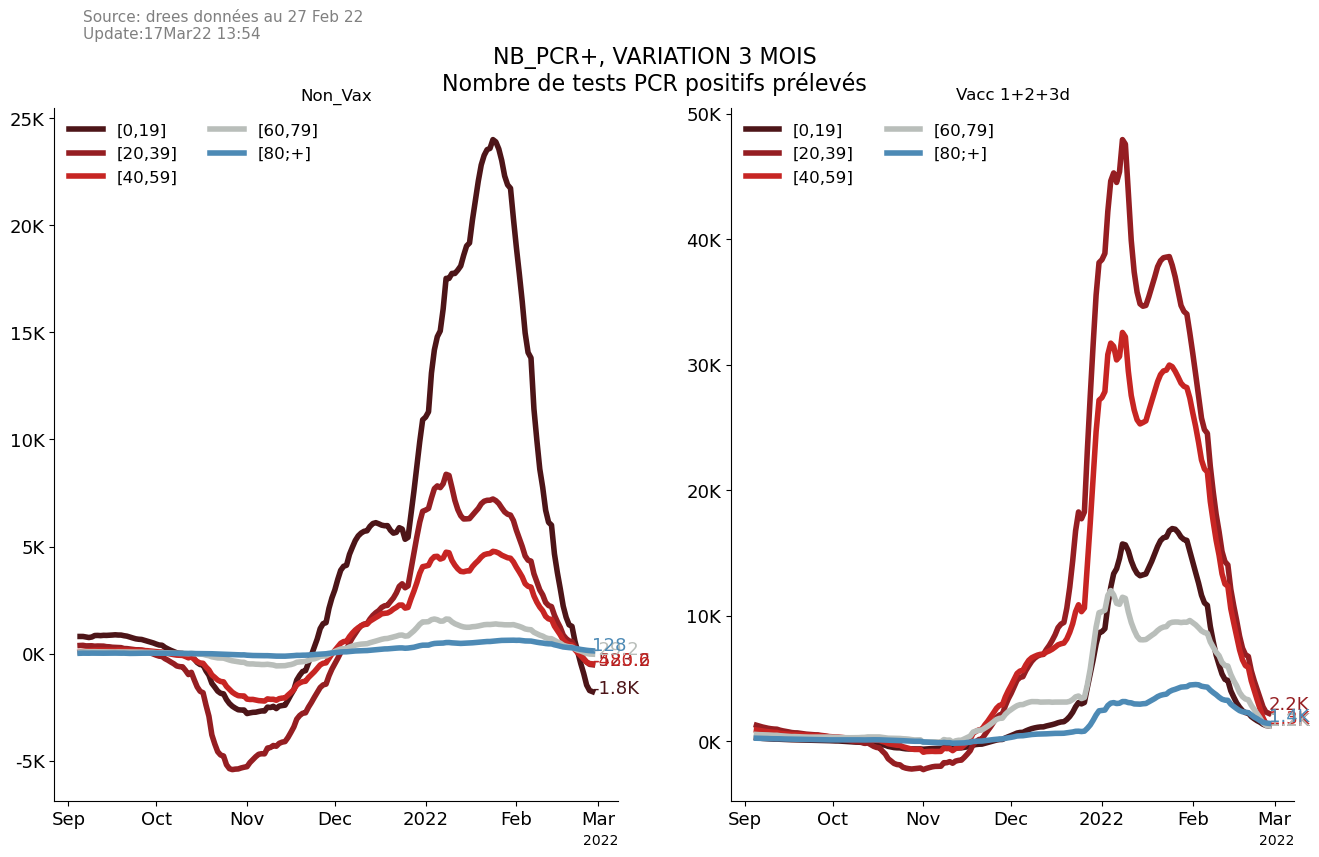 Source: drees données au 27 Feb 22
Update:17Mar22 13:54
NB_PCR+, VARIATION 3 MOIS
Nombre de tests PCR positifs prélevés
Non_Vax
25K
20K
15K
10K
5K
0K
-5K
[0,19]
[20,39]
[40,59]
[60,79]
[80;+]
128
-1.8K
Sep
Oct
Nov
Dec
2022
Feb
Mar
2022
Vacc 1+2+3d
50K
40K
30K
20K
10K
0K
[0,19]
[20,39]
[40,59]
[60,79]
[80;+]
2.2K
Sep
Oct
Nov
Dec
2022
Feb
Mar
2022